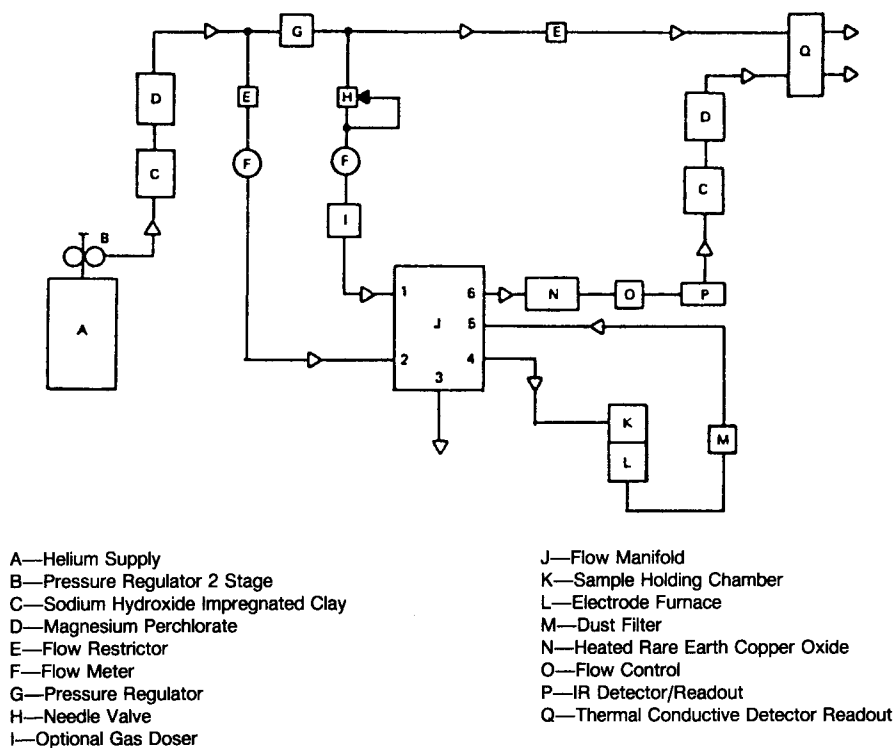 G
E
Q
D
E
H
D
C
F
F
C
B
I
A
1
6
N
O
P
J
5
2
4
3
K
M
L
A—Helium Supply
B—Pressure Regulator 2 Stage
C—Sodium Hydroxide Impregnated Clay
D—Magnesium Perchlorate
E—Flow Restrictor
F—Flow Meter
G—Pressure Regulator
H—Needle Valve
I—Optional Gas Doser
J—Flow Manifold
K—Sample Holding Chamber
L—Electrode Furnace
M—Dust Filter
N—Heated Rare Earth Copper Oxide
O—Flow Control
P—IR Detector/Readout
Q—Thermal Conductive Detector Readout